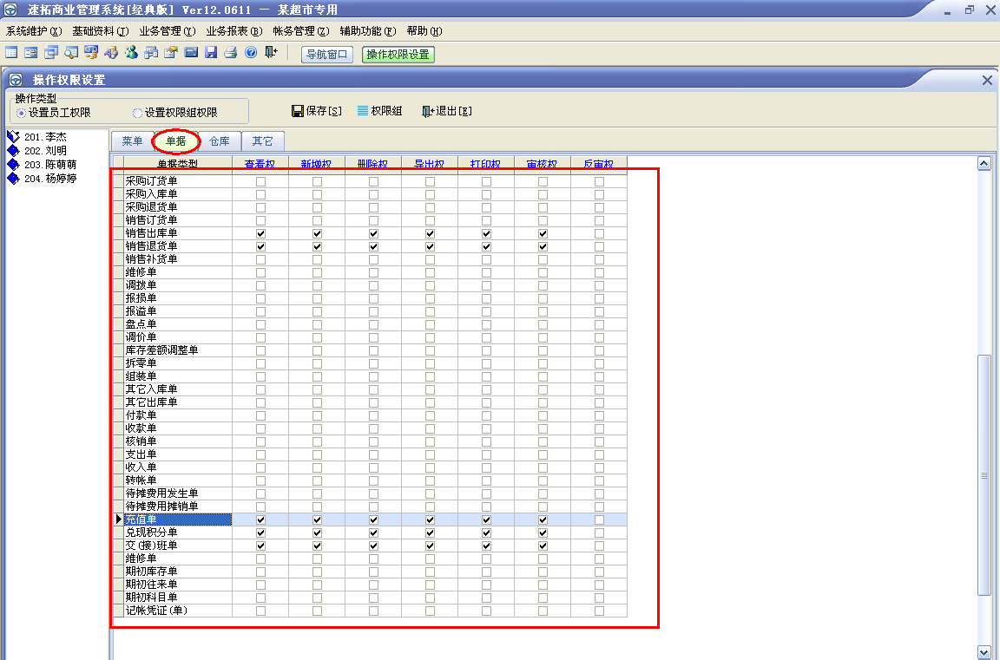 速拓商业管理系统[经典版] Ver12.0611 — 某超市专用
系统维护(X) 基础资料(J) 业务管理(Y) 业务报表(B) 帐务管理(Z) 辅助功能(F) 帮助(H)
导航窗口 操作权限设置
操作权限设置
操作类型
设置员工权限 设置权限组权限 保存[S] 权限组 退出[E]
201.李杰
202.刘明
203.陈萌萌
204.杨婷婷
菜单 单据 仓库 其它
单据类型 查看权 新增权 删除权 导出权 打印权 审核权 反审权
采购订货单
采购入库单
采购退货单
销售订货单
销售出库单
销售退货单
销售补货单
维修单
调拨单
报损单
报溢单
盘点单
调价单
库存差额调整单
拆零单
组装单
其它入库单
其它出库单
付款单
收款单
核销单
支出单
收入单
转帐单
待摊费用发生单
待摊费用摊销单
充值单
兑现积分单
交(接)班单
维修单
期初库存单
期初往来单
期初科目单
记帐凭证(单)